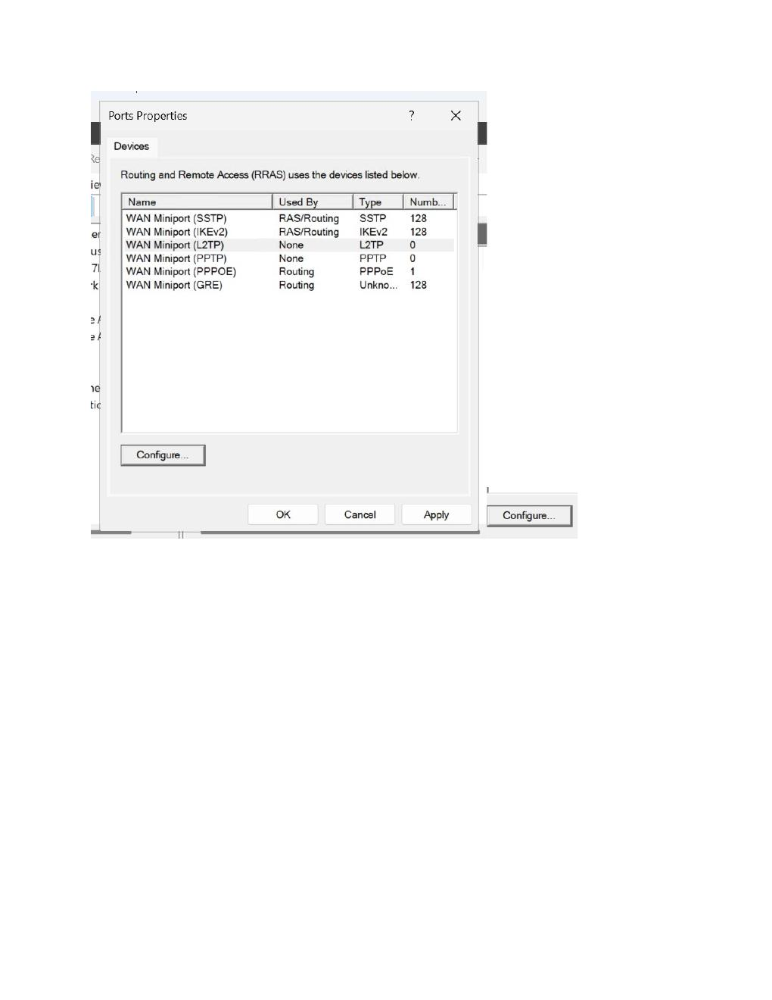 Ports Properties ? ×
Devices
Re
Routing and Remote Access (RRAS) uses the devices listed below.
Name Used By Type Numb...
WAN Miniport (SSTP) RAS/Routing SSTP 128
WAN Miniport (IKEv2) RAS/Routing IKEv2 128
WAN Miniport (L2TP) None L2TP 0
WAN Miniport (PPTP) None PPTP 0
WAN Miniport (PPPOE) Routing PPPoE 1
WAN Miniport (GRE) Routing Unkno... 128
Configure...
OK Cancel Apply
Configure...